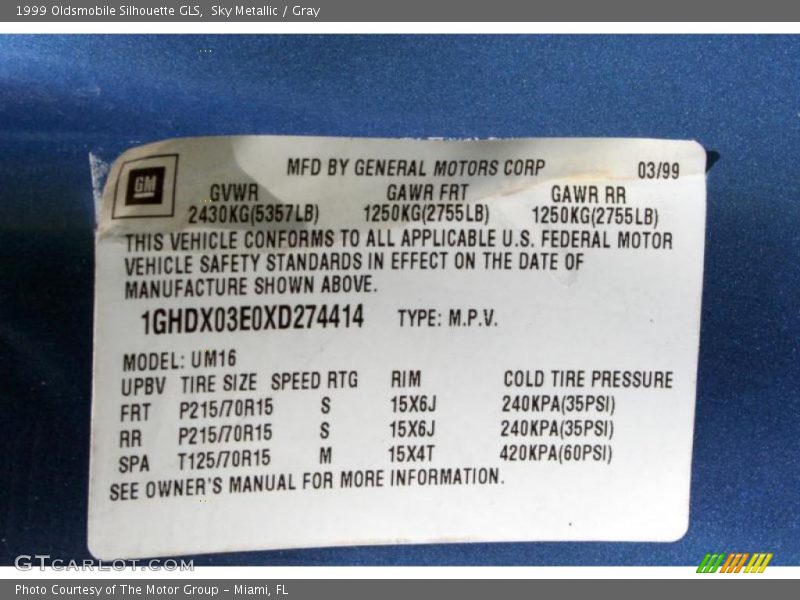 1999 Oldsmobile Silhouette GLS, Sky Metallic / Gray
MFD BY GENERAL MOTORS CORP 03/99
GM
GVWR GAWR FRT GAWR RR
2430KG(5357LB) 1250KG(2755LB) 1250KG(2755LB)
THIS VEHICLE CONFORMS TO ALL APPLICABLE U.S. FEDERAL MOTOR
VEHICLE SAFETY STANDARDS IN EFFECT ON THE DATE OF
MANUFACTURE SHOWN ABOVE.
1GHDX03E0XD274414 TYPE: M.P.V.
MODEL: UM16
UPBV TIRE SIZE SPEED RTG RIM COLD TIRE PRESSURE
FRT P215/70R15 S 15X6J 240KPA(35PSI)
RR P215/70R15 S 15X6J 240KPA(35PSI)
SPA T125/70R15 M 15X4T 420KPA(60PSI)
SEE OWNER'S MANUAL FOR MORE INFORMATION.
GTCARLOT.COM
Photo Courtesy of The Motor Group - Miami, FL